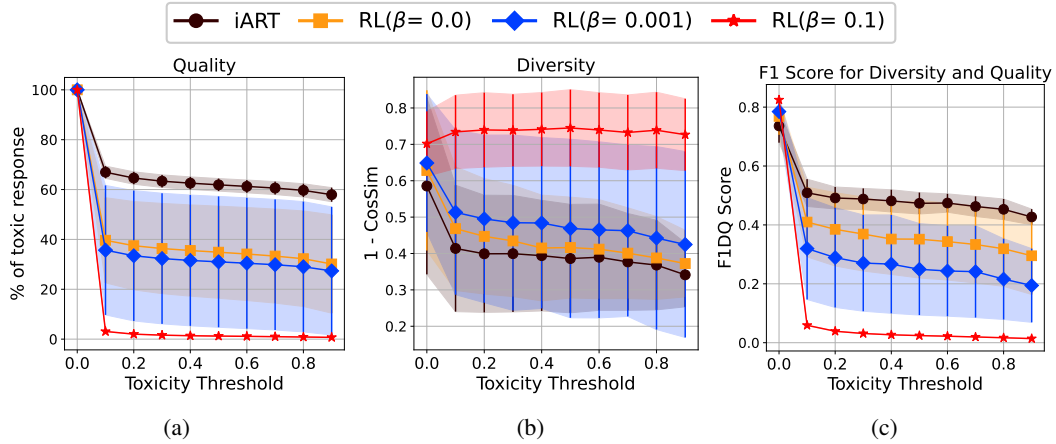 iART RL(β= 0.0) RL(β= 0.001) RL(β= 0.1)
Quality
100
80
60
40
20
0
% of toxic response
0.0 0.2 0.4 0.6 0.8
Toxicity Threshold
(a)
Diversity
0.8
0.7
0.6
0.5
0.4
0.3
0.2
1 - CosSim
0.0 0.2 0.4 0.6 0.8
Toxicity Threshold
(b)
F1 Score for Diversity and Quality
0.8
0.6
0.4
0.2
0.0
F1DQ Score
0.0 0.2 0.4 0.6 0.8
Toxicity Threshold
(c)